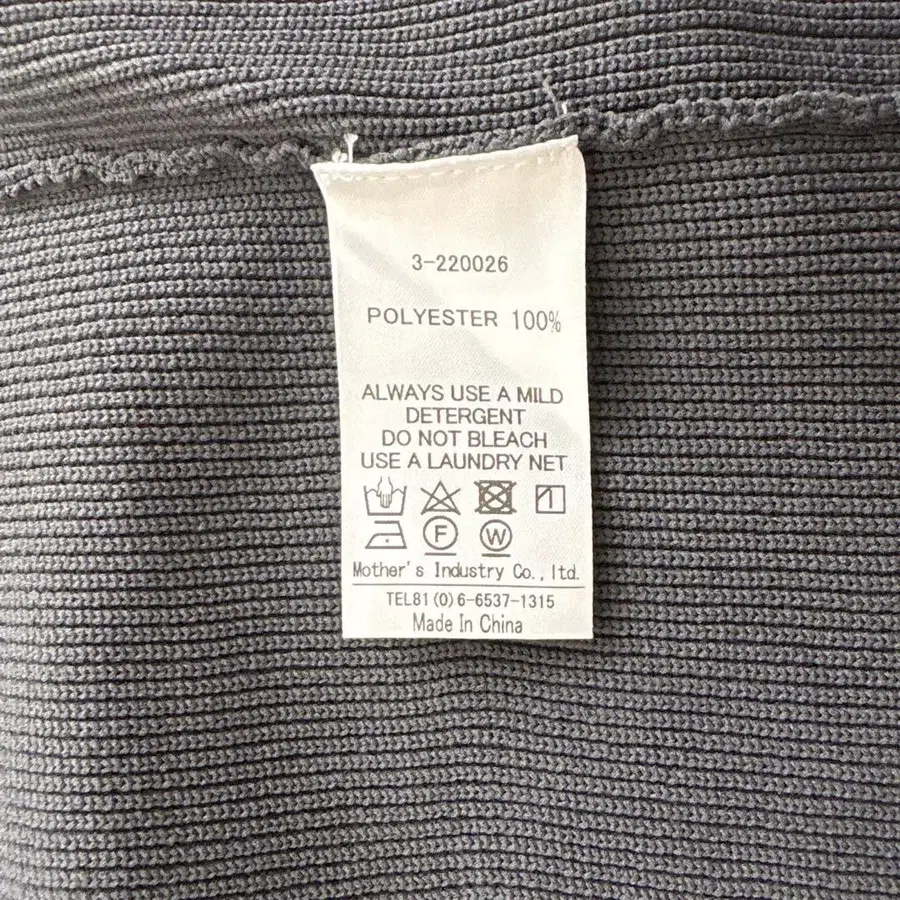 3-220026
POLYESTER 100%
ALWAYS USE A MILD
DETERGENT
DO NOT BLEACH
USE A LAUNDRY NET
F W
Mother's Industry Co., ltd.
TEL81(0)6-6537-1315
Made In China